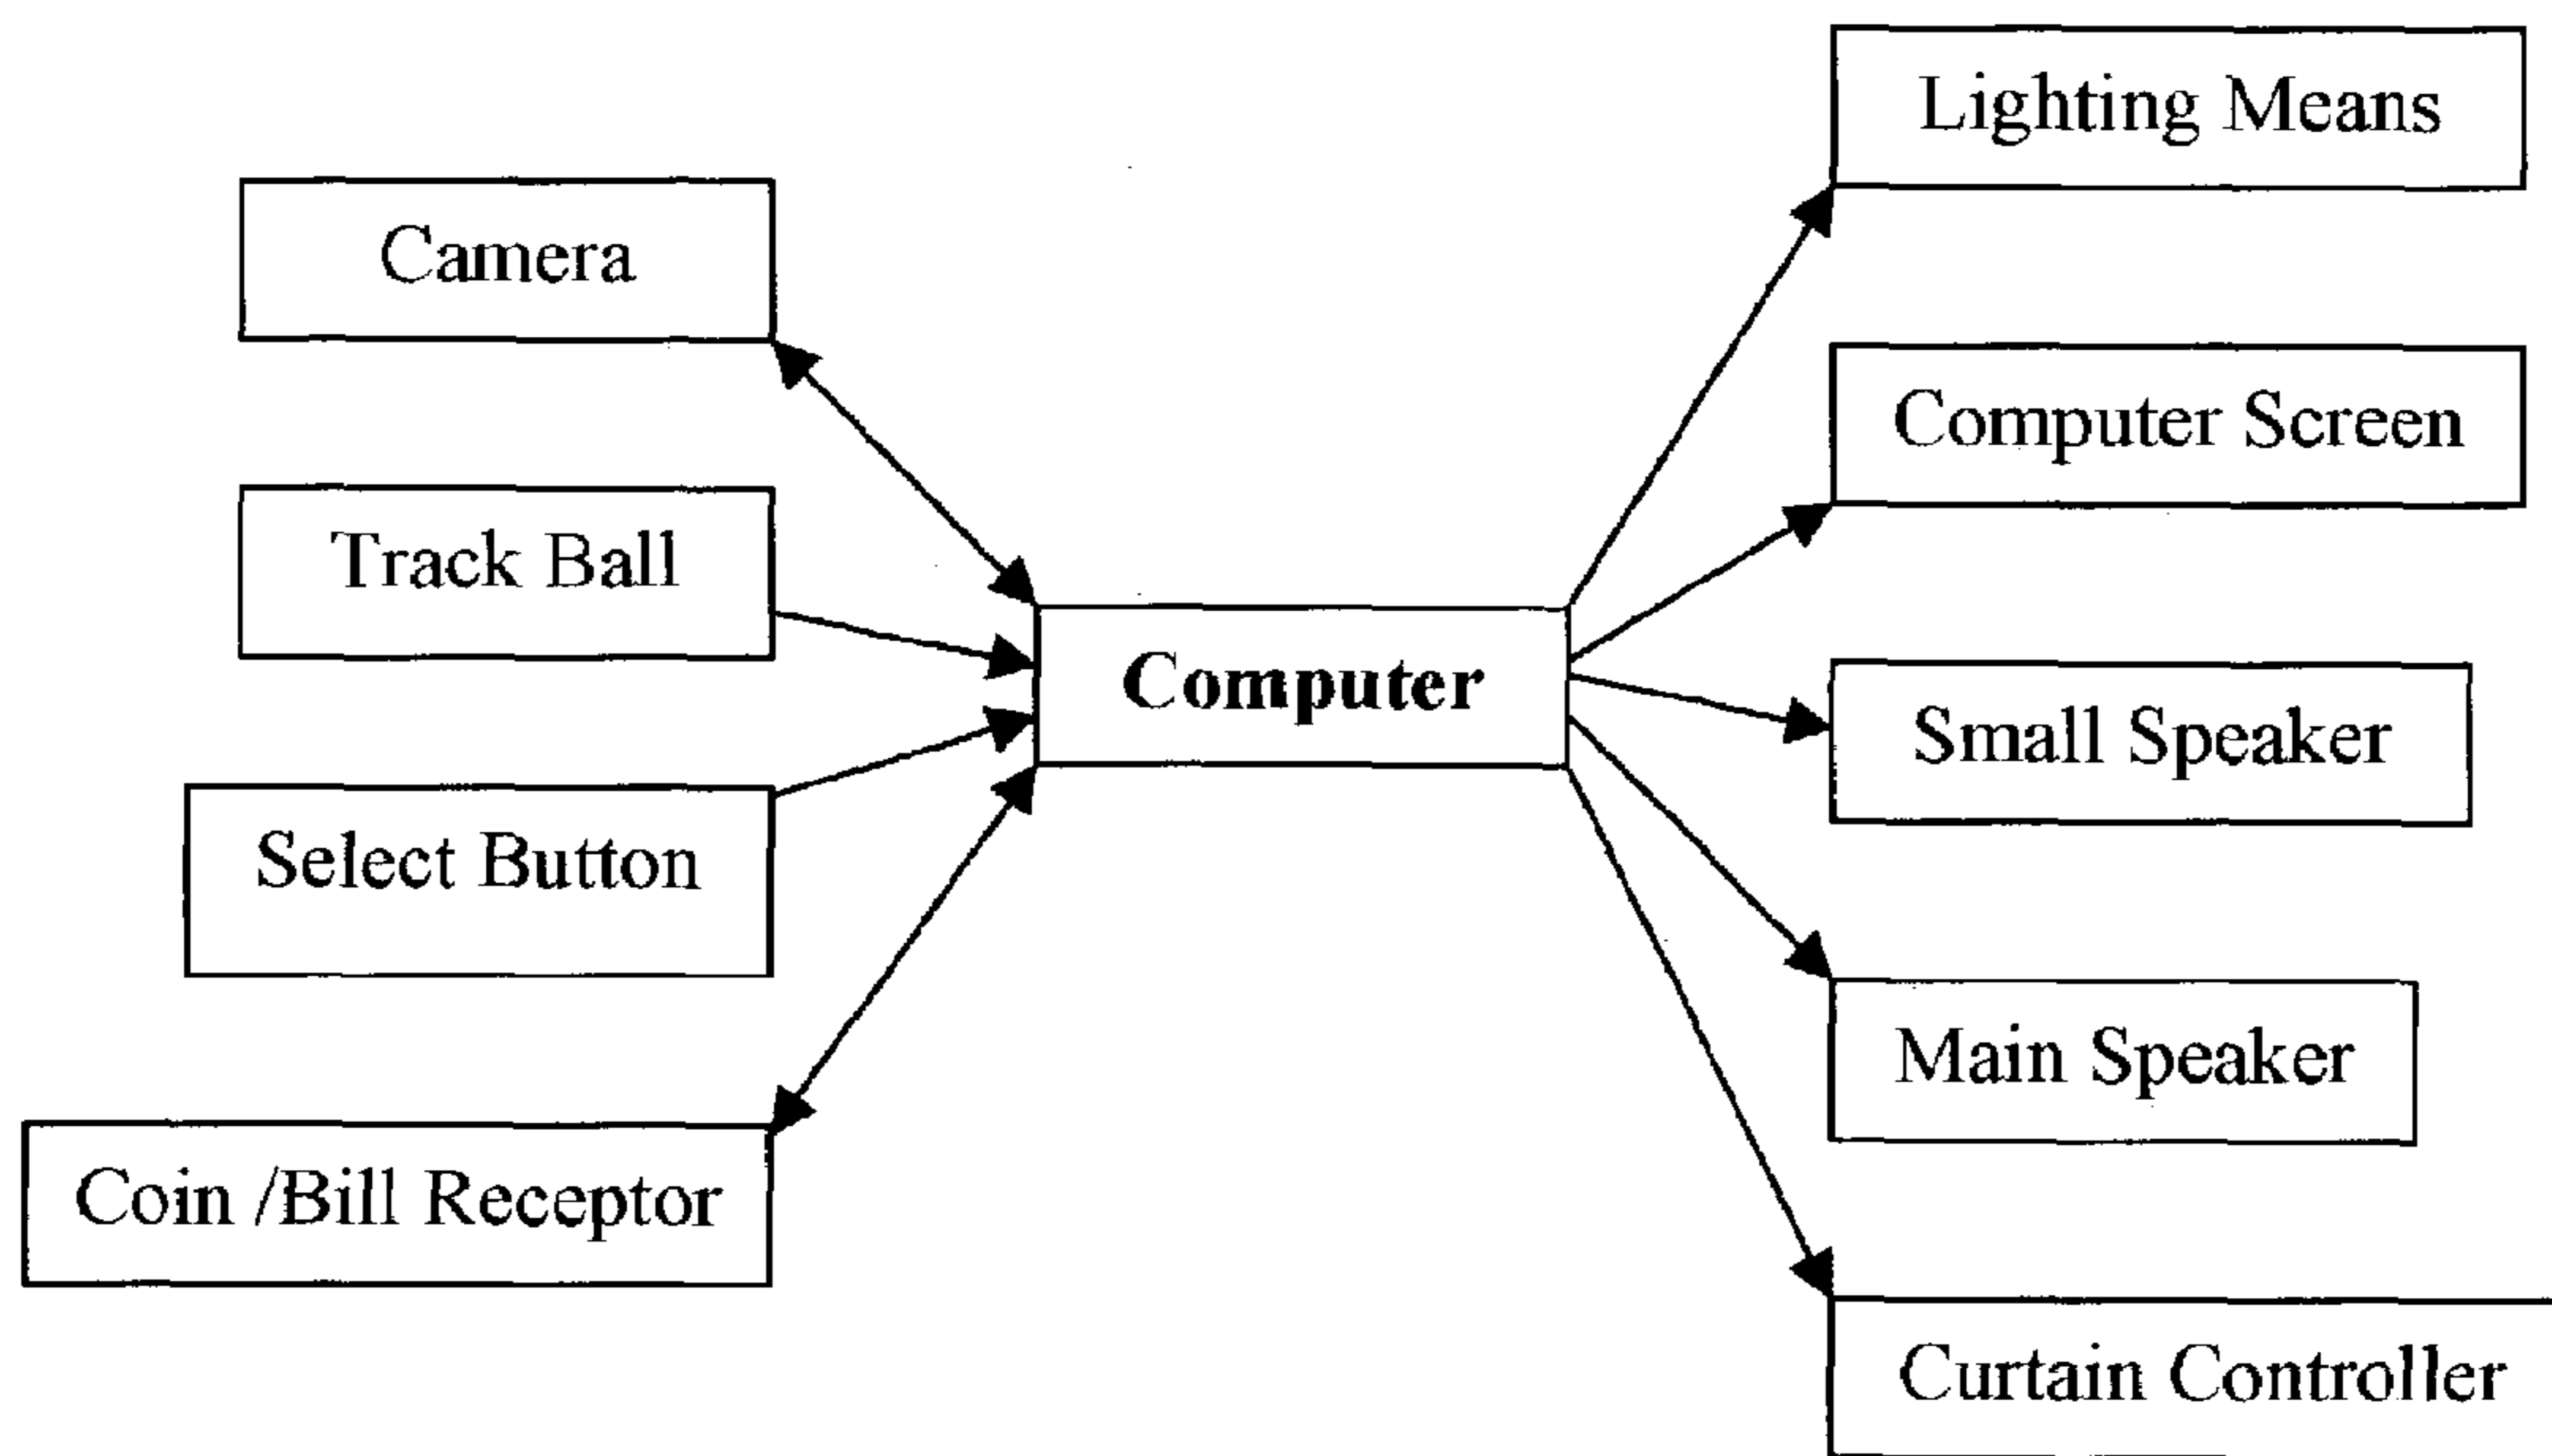 Lighting Means
Camera
Computer Screen
Track Ball
Computer
Small Speaker
Select Button
Main Speaker
Coin /Bill Receptor
Curtain Controller